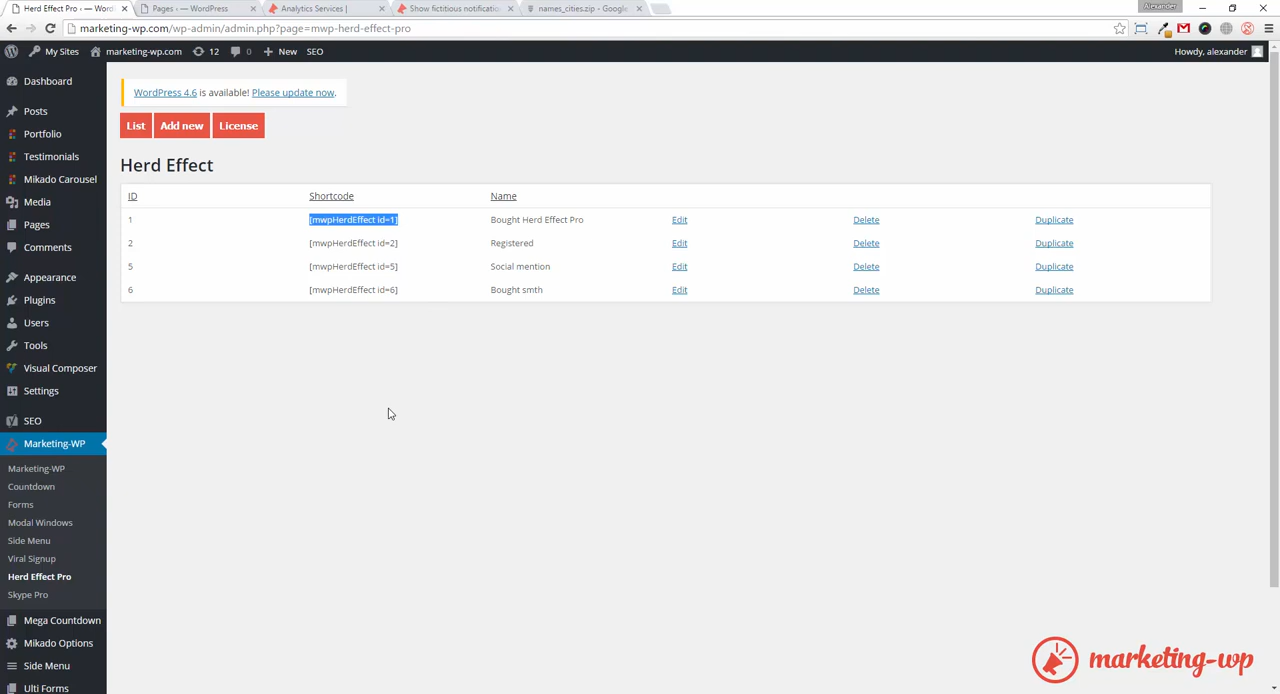 Herd Effect Pro ‹ — Word
Pages ‹ — WordPress
Analytics Services |
Show fictitious notificatio
names_cities.zip - Google
Alexander
marketing-wp.com/wp-admin/admin.php?page=mwp-herd-effect-pro
My Sites
marketing-wp.com
12
0
New
SEO
Howdy, alexander
Dashboard
Posts
Portfolio
Testimonials
Mikado Carousel
Media
Pages
Comments
Appearance
Plugins
Users
Tools
Visual Composer
Settings
SEO
Marketing-WP
Marketing-WP
Countdown
Forms
Modal Windows
Side Menu
Viral Signup
Herd Effect Pro
Skype Pro
Mega Countdown
Mikado Options
Side Menu
Ulti Forms
WordPress 4.6 is available! Please update now.
List Add new License
Herd Effect
ID Shortcode Name
1 [mwpHerdEffect id=1] Bought Herd Effect Pro Edit Delete Duplicate
2 [mwpHerdEffect id=2] Registered Edit Delete Duplicate
5 [mwpHerdEffect id=5] Social mention Edit Delete Duplicate
6 [mwpHerdEffect id=6] Bought smth Edit Delete Duplicate
marketing-wp